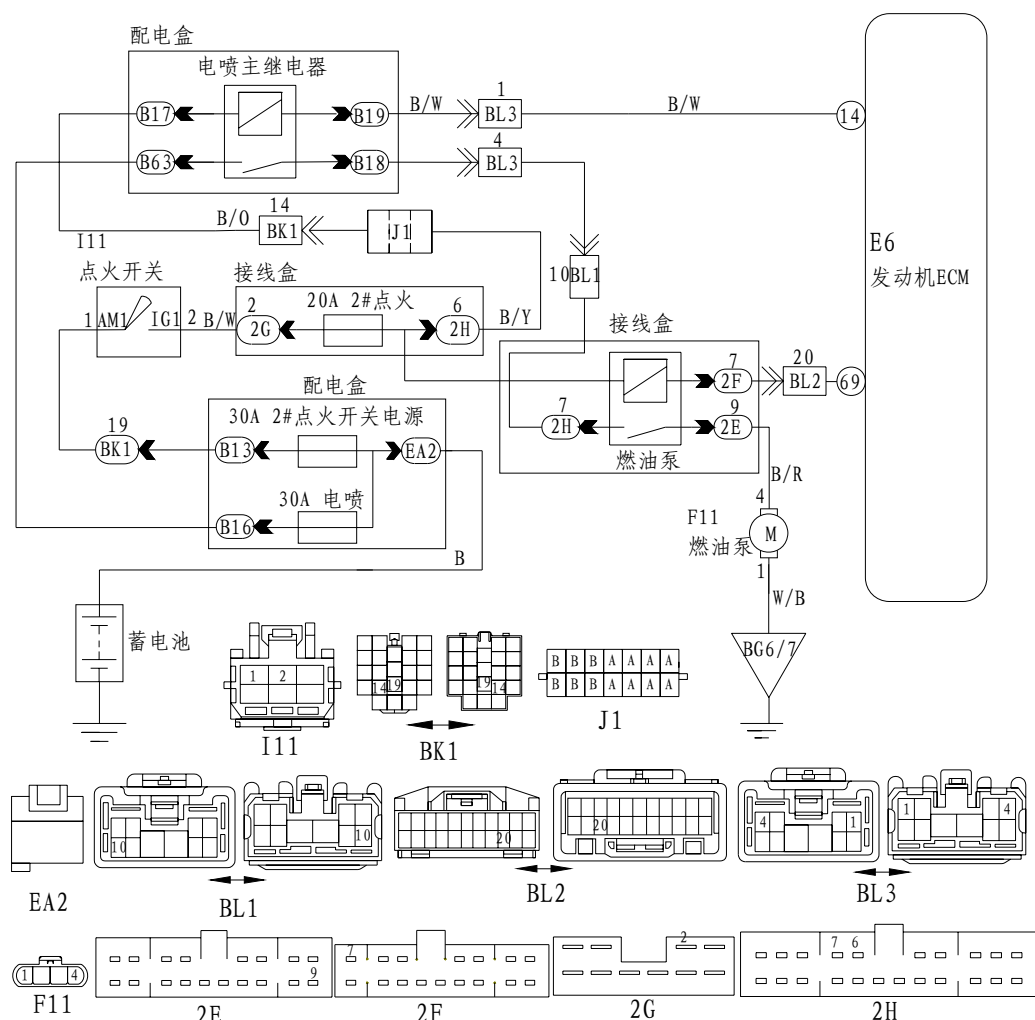 配电盒
电喷主继电器
B17
B19
B/W
1
BL3
B/W
14
B63
B18
4
BL3
B/O
14
BK1
J1
I11
点火开关
1
AM1
IG1
2
B/W
接线盒
20A 2#点火
2
2G
6
2H
B/Y
10
BL1
E6
发动机ECM
接线盒
7
2F
20
BL2
69
7
2H
9
2E
燃油泵
配电盒
30A 2#点火开关电源
19
BK1
B13
EA2
30A 电喷
B16
B
B/R
4
F11
燃油泵
M
1
W/B
BG6/7
蓄电池
1 2
I11
14 19
19 14
BK1
B B B A A A A
B B B A A A A
J1
10
10
20
20
4 1
1 4
EA2
BL1
BL2
BL3
1 4
F11
9
2E
7
2F
2
2G
7 6
2H